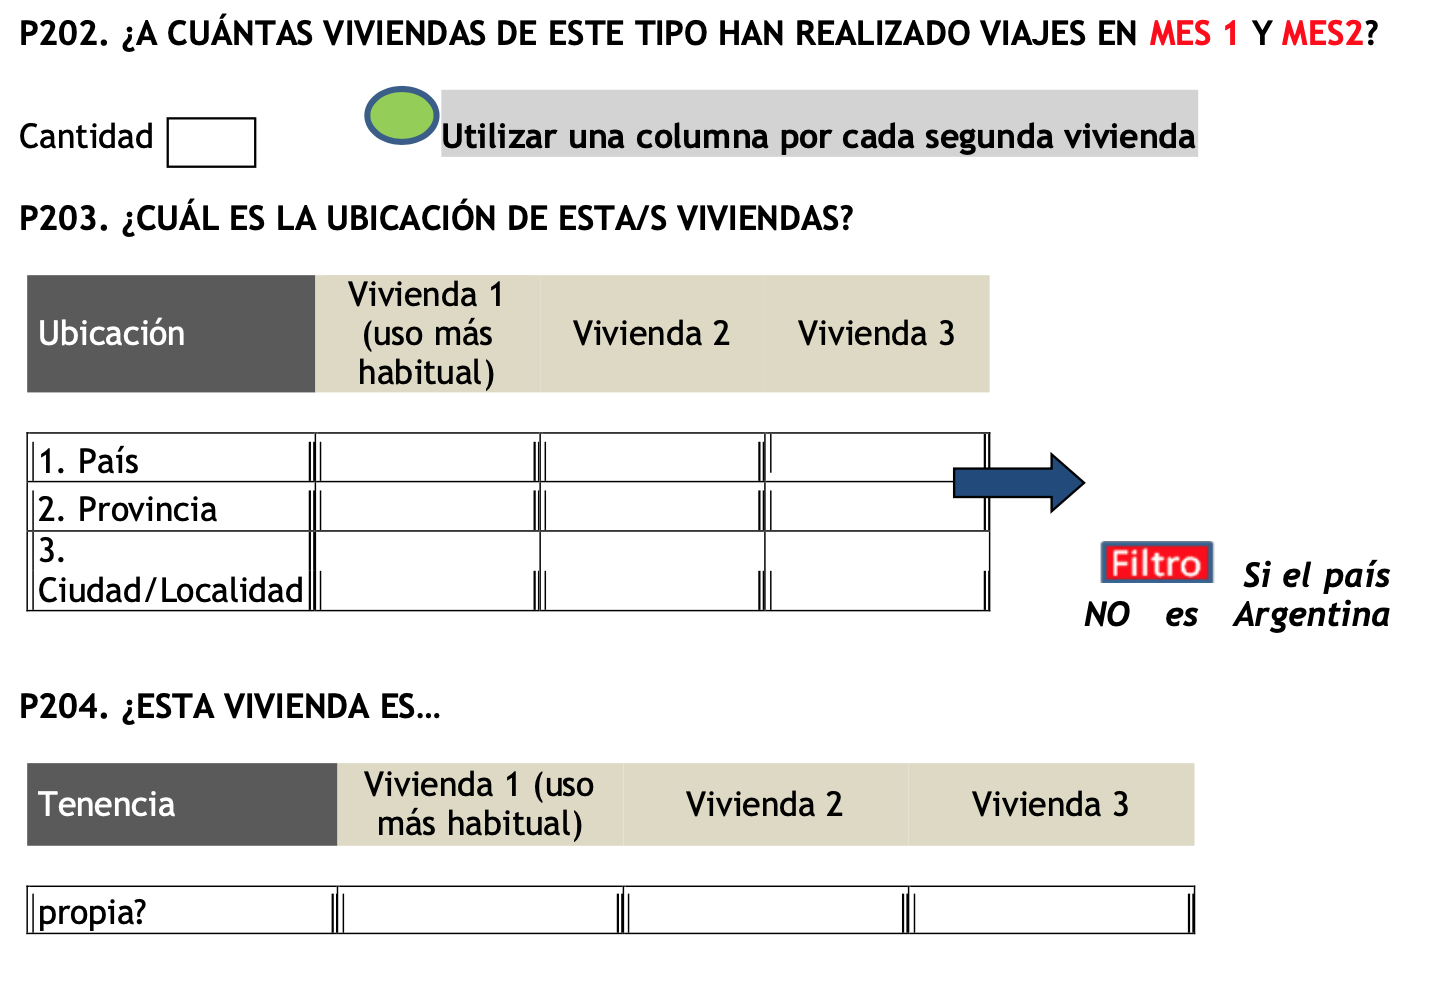 P202. ¿A CUÁNTAS VIVIENDAS DE ESTE TIPO HAN REALIZADO VIAJES EN MES 1 Y MES2?
Cantidad
Utilizar una columna por cada segunda vivienda
P203. ¿CUÁL ES LA UBICACIÓN DE ESTA/S VIVIENDAS?
Ubicación
Vivienda 1
(uso más
habitual)
Vivienda 2
Vivienda 3
1. País
2. Provincia
3.
Ciudad/Localidad
Filtro Si el país
NO es Argentina
P204. ¿ESTA VIVIENDA ES…
Tenencia
Vivienda 1 (uso
más habitual)
Vivienda 2
Vivienda 3
propia?